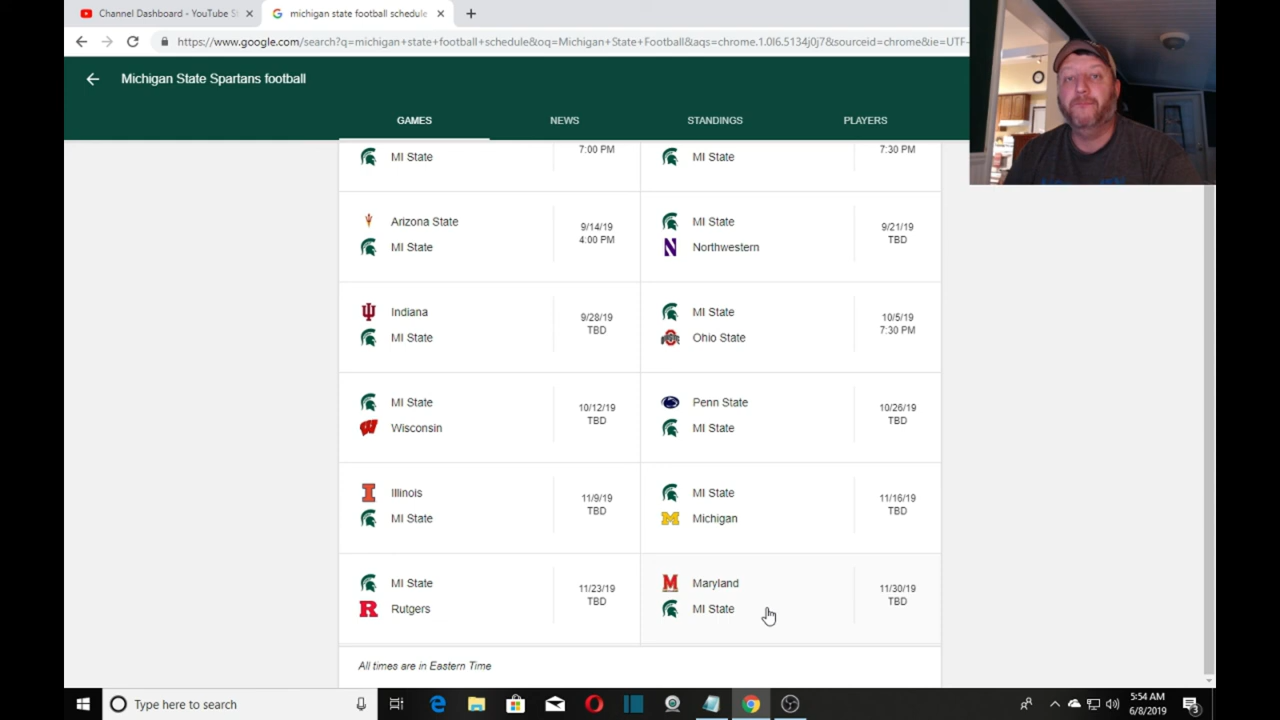 Channel Dashboard - YouTube S
michigan state football schedule
https://www.google.com/search?q=michigan+state+football+schedule&oq=Michigan+State+Football&aqs=chrome.1.0l6.5134j0j7&sourceid=chrome&ie=UTF-
Michigan State Spartans football
GAMES NEWS STANDINGS PLAYERS
MI State
7:00 PM
MI State
7:30 PM
Arizona State
MI State
9/14/19
4:00 PM
MI State
Northwestern
9/21/19
TBD
Indiana
MI State
9/28/19
TBD
MI State
Ohio State
10/5/19
7:30 PM
MI State
Wisconsin
10/12/19
TBD
Penn State
MI State
10/26/19
TBD
Illinois
MI State
11/9/19
TBD
MI State
Michigan
11/16/19
TBD
MI State
Rutgers
11/23/19
TBD
Maryland
MI State
11/30/19
TBD
All times are in Eastern Time
Type here to search
5:54 AM
6/8/2019
3